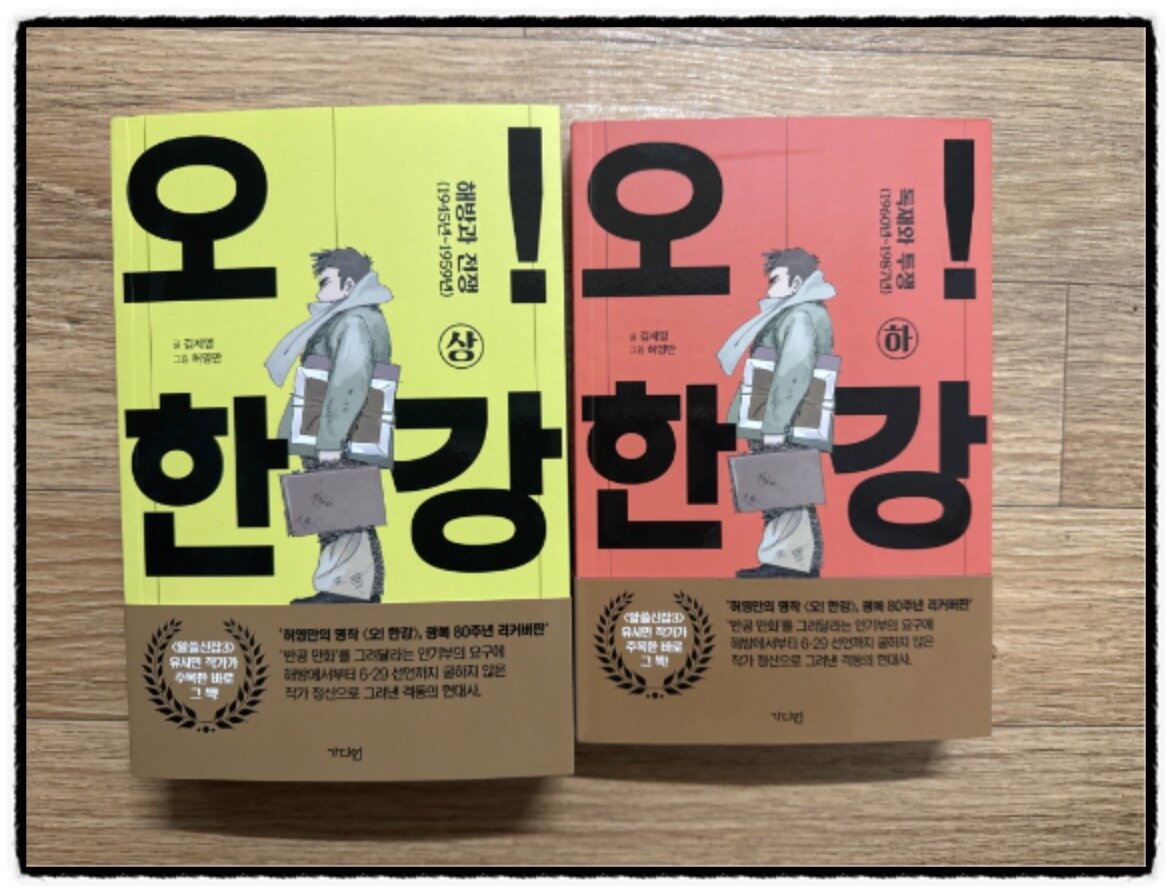 오!
해방과 전쟁
(1945년~1959년)
글 김세영
그림 허영만
상
한강
<알쓸신잡3>
유시민 작가가
주목한 바로
그 책!
'허영만의 명작 <오! 한강>, 광복 80주년 리커버판'
'반공 만화'를 그려달라는 안기부의 요구에
해방에서부터 6·29 선언까지 굴하지 않은
작가 정신으로 그려낸 격동의 현대사.
가디언
오!
독재와 투쟁
(1960년~1987년)
글 김세영
그림 허영만
하
한강
<알쓸신잡3>
유시민 작가가
주목한 바로
그 책!
'허영만의 명작 <오! 한강>, 광복 80주년 리커버판'
'반공 만화'를 그려달라는 안기부의 요구에
해방에서부터 6·29 선언까지 굴하지 않은
작가 정신으로 그려낸 격동의 현대사.
가디언